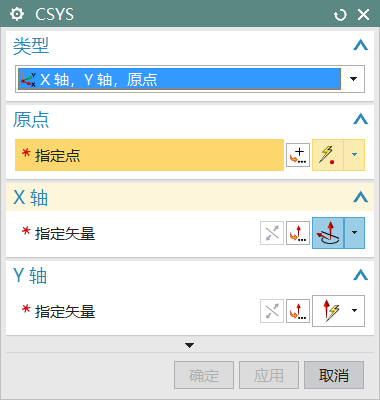 CSYS
类型
X 轴，Y 轴，原点
原点
* 指定点
X 轴
* 指定矢量
Y 轴
* 指定矢量
确定 应用 取消